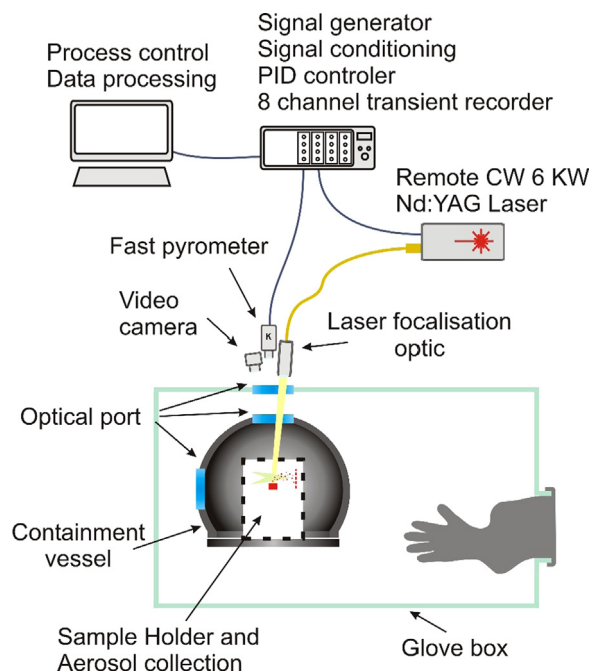 Signal generator
Signal conditioning
PID controler
8 channel transient recorder
Process control
Data processing
Remote CW 6 KW
Nd:YAG Laser
Fast pyrometer
Video
camera
K
Laser focalisation
optic
Optical port
Containment
vessel
Sample Holder and
Aerosol collection
Glove box